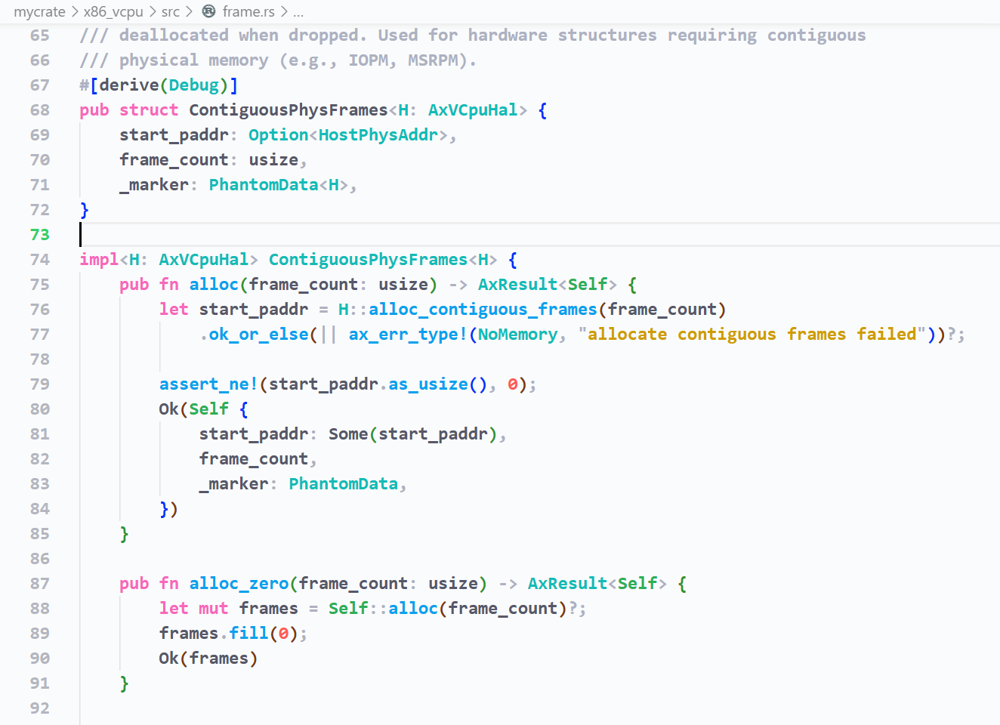 mycrate > x86_vcpu > src > frame.rs > ...
65 /// deallocated when dropped. Used for hardware structures requiring contiguous
66 /// physical memory (e.g., IOPM, MSRPM).
67 #[derive(Debug)]
68 pub struct ContiguousPhysFrames<H: AxVCpuHal> {
69     start_paddr: Option<HostPhysAddr>,
70     frame_count: usize,
71     _marker: PhantomData<H>,
72 }
73
74 impl<H: AxVCpuHal> ContiguousPhysFrames<H> {
75     pub fn alloc(frame_count: usize) -> AxResult<Self> {
76         let start_paddr = H::alloc_contiguous_frames(frame_count)
77             .ok_or_else(|| ax_err_type!(NoMemory, "allocate contiguous frames failed"))?;
78
79         assert_ne!(start_paddr.as_usize(), 0);
80         Ok(Self {
81             start_paddr: Some(start_paddr),
82             frame_count,
83             _marker: PhantomData,
84         })
85     }
86
87     pub fn alloc_zero(frame_count: usize) -> AxResult<Self> {
88         let mut frames = Self::alloc(frame_count)?;
89         frames.fill(0);
90         Ok(frames)
91     }
92